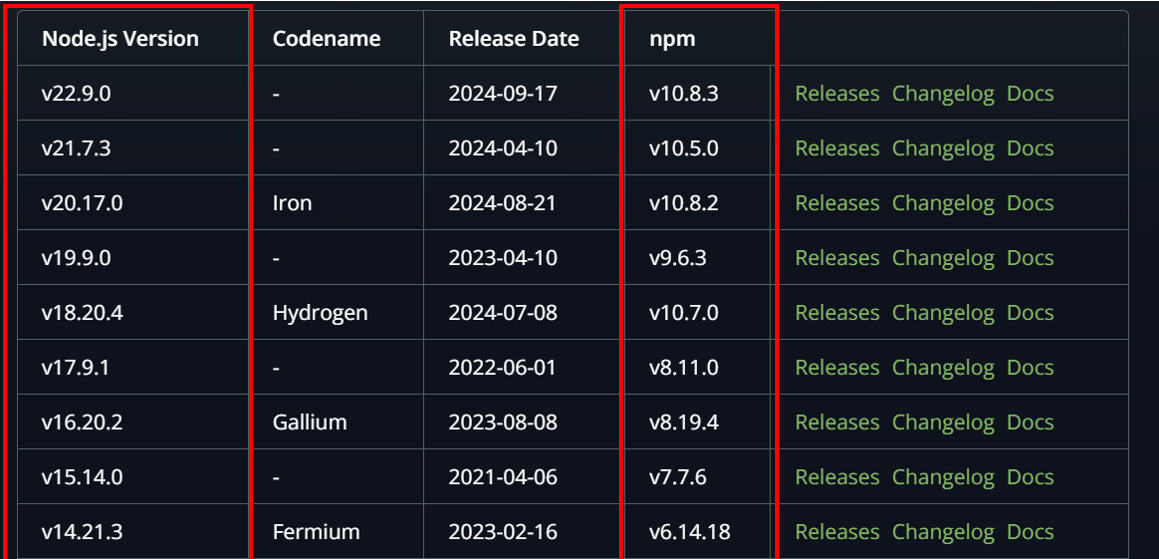 Node.js Version Codename Release Date npm
v22.9.0 - 2024-09-17 v10.8.3 Releases Changelog Docs
v21.7.3 - 2024-04-10 v10.5.0 Releases Changelog Docs
v20.17.0 Iron 2024-08-21 v10.8.2 Releases Changelog Docs
v19.9.0 - 2023-04-10 v9.6.3 Releases Changelog Docs
v18.20.4 Hydrogen 2024-07-08 v10.7.0 Releases Changelog Docs
v17.9.1 - 2022-06-01 v8.11.0 Releases Changelog Docs
v16.20.2 Gallium 2023-08-08 v8.19.4 Releases Changelog Docs
v15.14.0 - 2021-04-06 v7.7.6 Releases Changelog Docs
v14.21.3 Fermium 2023-02-16 v6.14.18 Releases Changelog Docs